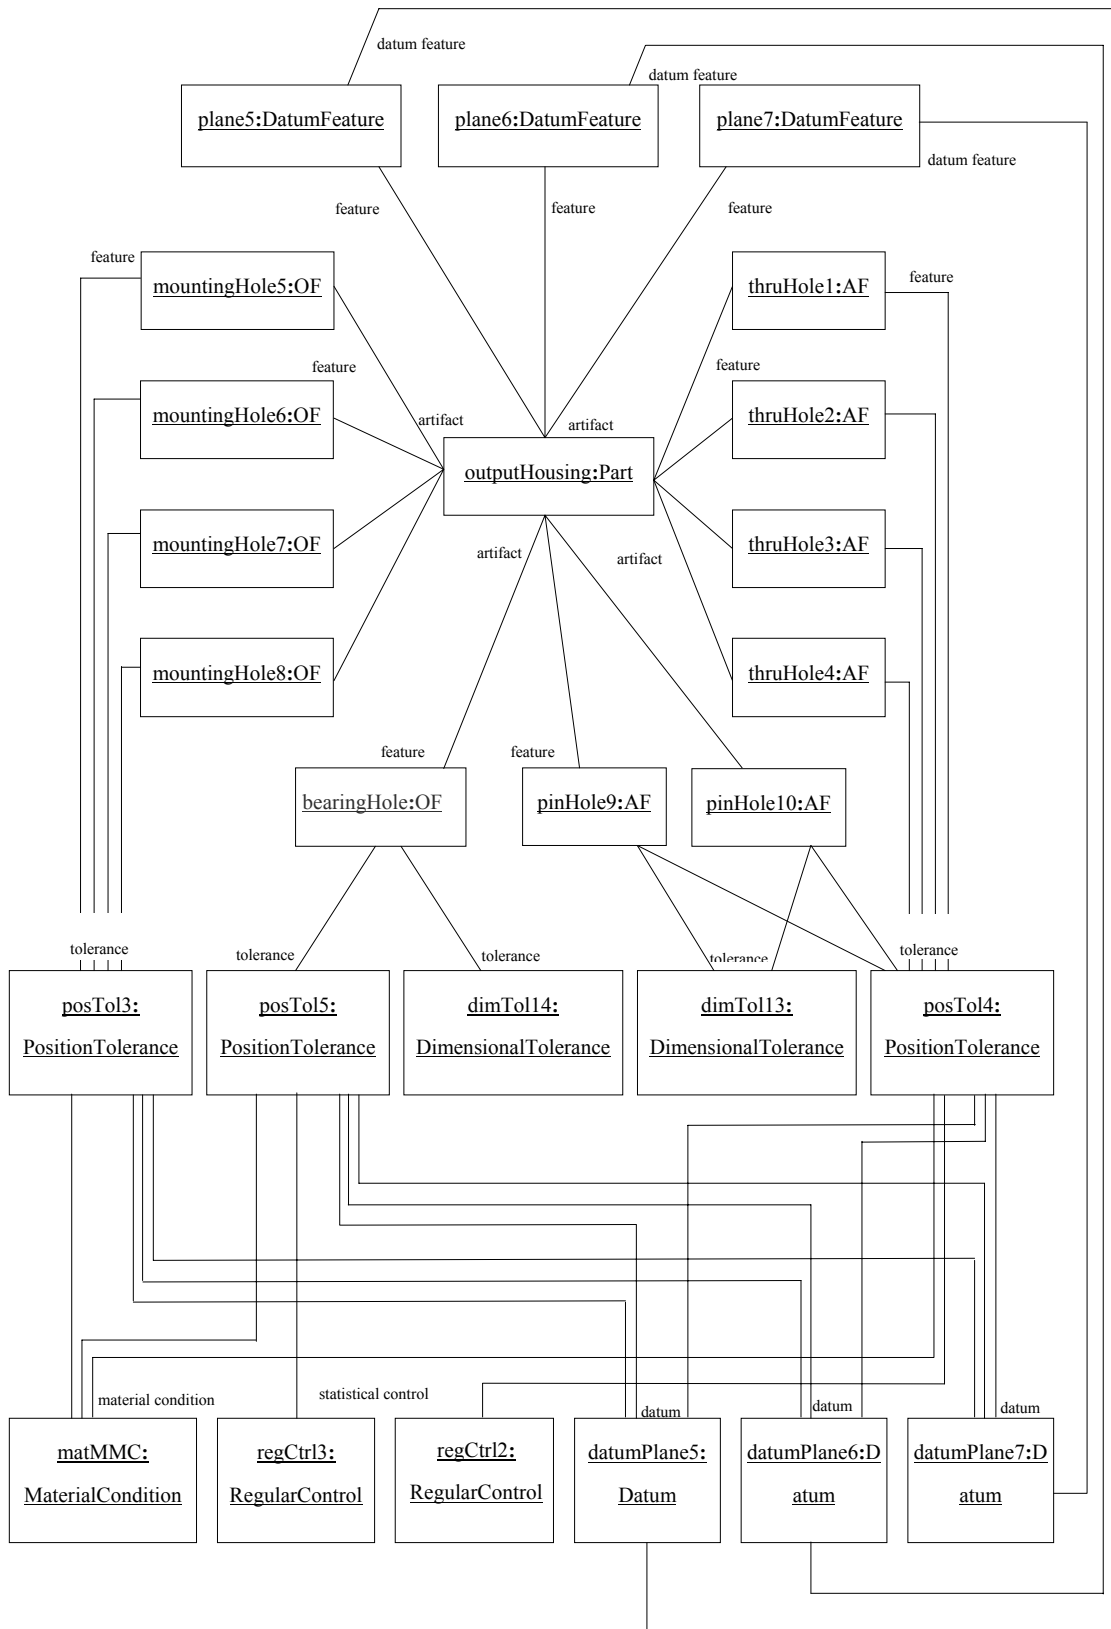 datum feature
datum feature
plane5:DatumFeature
plane6:DatumFeature
plane7:DatumFeature
datum feature
feature
feature
feature
feature
mountingHole5:OF
thruHole1:AF
feature
feature
feature
mountingHole6:OF
thruHole2:AF
artifact
artifact
outputHousing:Part
mountingHole7:OF
thruHole3:AF
artifact
artifact
mountingHole8:OF
thruHole4:AF
feature
feature
bearingHole:OF
pinHole9:AF
pinHole10:AF
tolerance
tolerance
tolerance
tolerance
tolerance
posTol3:
PositionTolerance
posTol5:
PositionTolerance
dimTol14:
DimensionalTolerance
dimTol13:
DimensionalTolerance
posTol4:
PositionTolerance
material condition
statistical control
datum
datum
datum
matMMC:
MaterialCondition
regCtrl3:
RegularControl
regCtrl2:
RegularControl
datumPlane5:
Datum
datumPlane6:D
atum
datumPlane7:D
atum